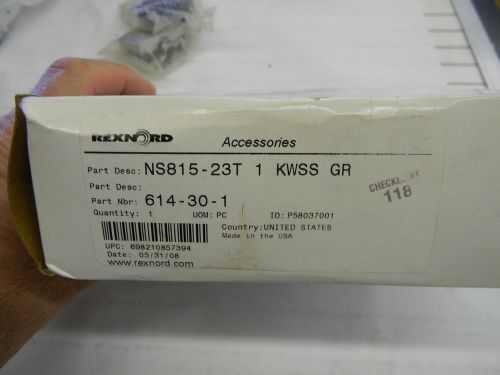 REXNORD
Accessories
Part Desc: NS815-23T 1 KWSS GR
Part Desc:
Part Nbr: 614-30-1
Quantity: 1 UOM: PC ID: P58037001
Country: UNITED STATES
Made in the USA
UPC: 698210857394
Date: 05/31/08
www.rexnord.com
CHECKED BY
118